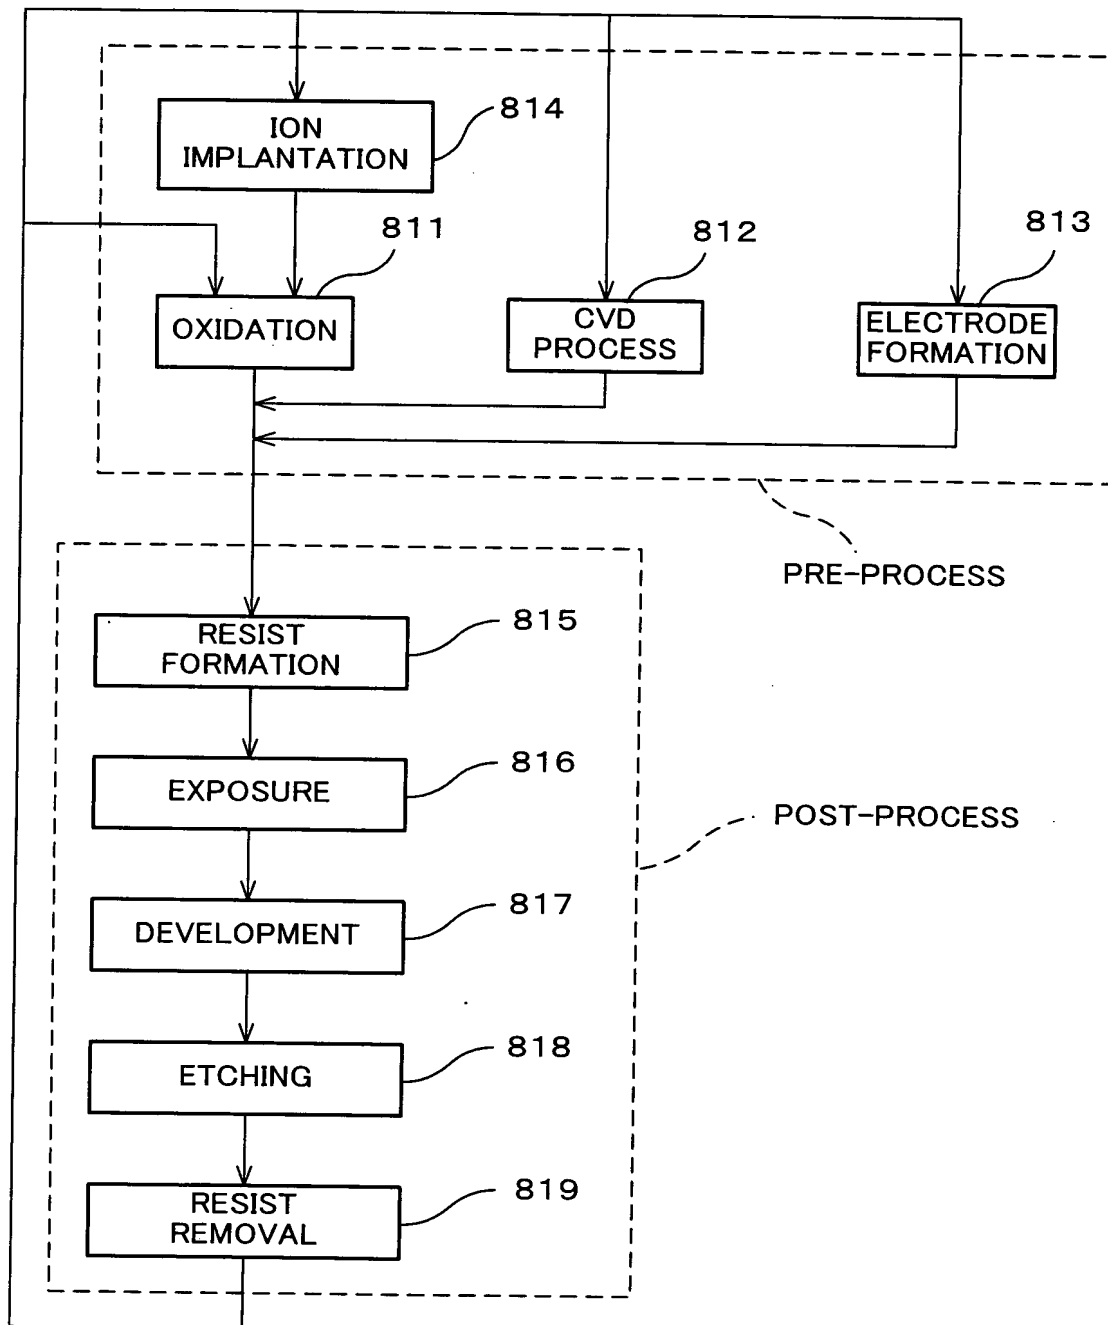 814
ION
IMPLANTATION
811
812
813
OXIDATION
CVD
PROCESS
ELECTRODE
FORMATION
PRE-PROCESS
815
RESIST
FORMATION
816
EXPOSURE
POST-PROCESS
817
DEVELOPMENT
818
ETCHING
819
RESIST
REMOVAL